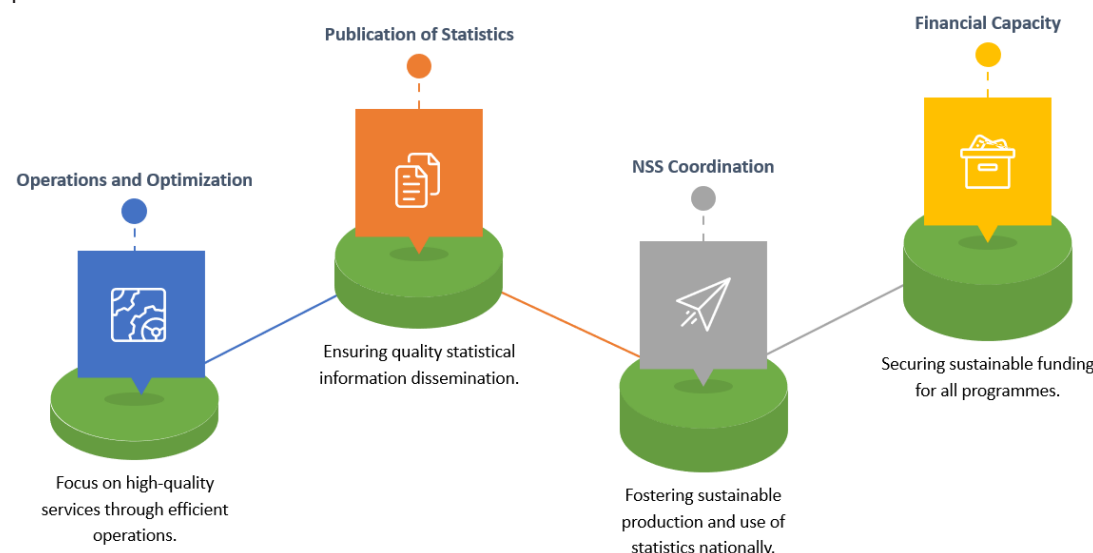 Operations and Optimization
Focus on high-quality
services through efficient
operations.
Publication of Statistics
Ensuring quality statistical
information dissemination.
NSS Coordination
Fostering sustainable
production and use of
statistics nationally.
Financial Capacity
Securing sustainable funding
for all programmes.